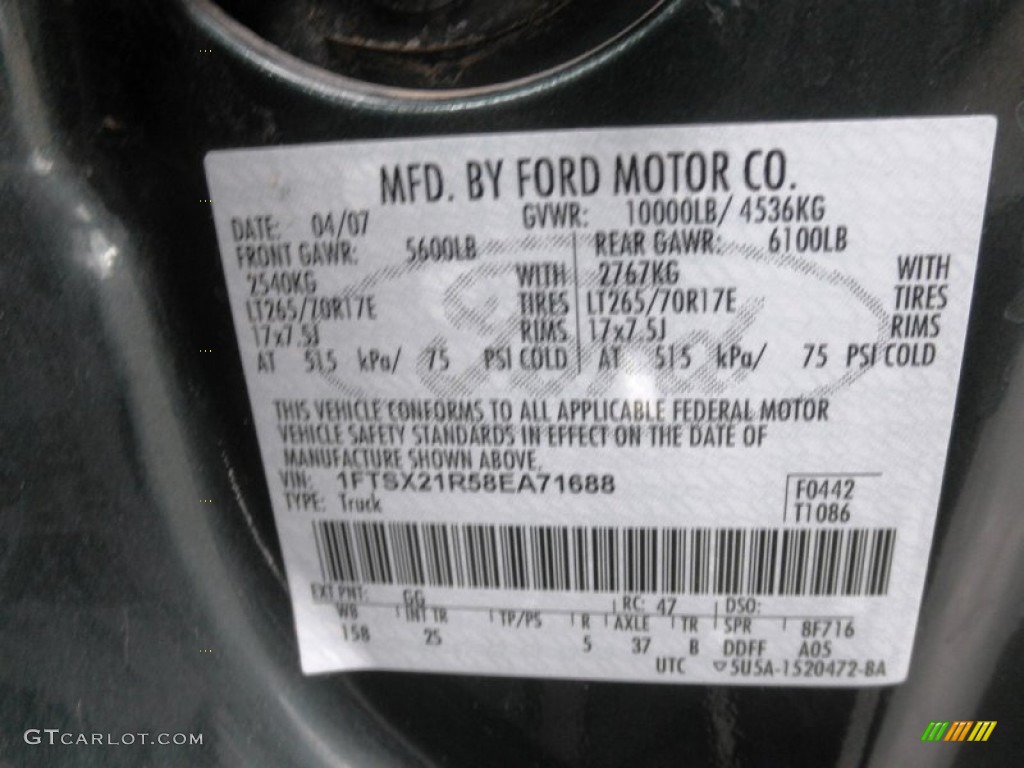 MFD. BY FORD MOTOR CO.
DATE: 04/07 GVWR: 10000LB/ 4536KG
FRONT GAWR: 5600LB REAR GAWR: 6100LB
2540KG WITH 2767KG WITH
LT265/70R17E TIRES LT265/70R17E TIRES
17x7.5J RIMS 17x7.5J RIMS
AT 515 kPa/ 75 PSI COLD AT 515 kPa/ 75 PSI COLD
THIS VEHICLE CONFORMS TO ALL APPLICABLE FEDERAL MOTOR
VEHICLE SAFETY STANDARDS IN EFFECT ON THE DATE OF
MANUFACTURE SHOWN ABOVE.
VIN: 1FTSX21R58EA71688
TYPE: Truck
F0442
T1086
EXT PNT: GG RC: 47 DSO:
WB INT TR TP/PS R AXLE TR SPR 8F716
158 2S 5 37 B DDFF A05
UTC ▽5U5A-1520472-BA
GTCARLOT.COM